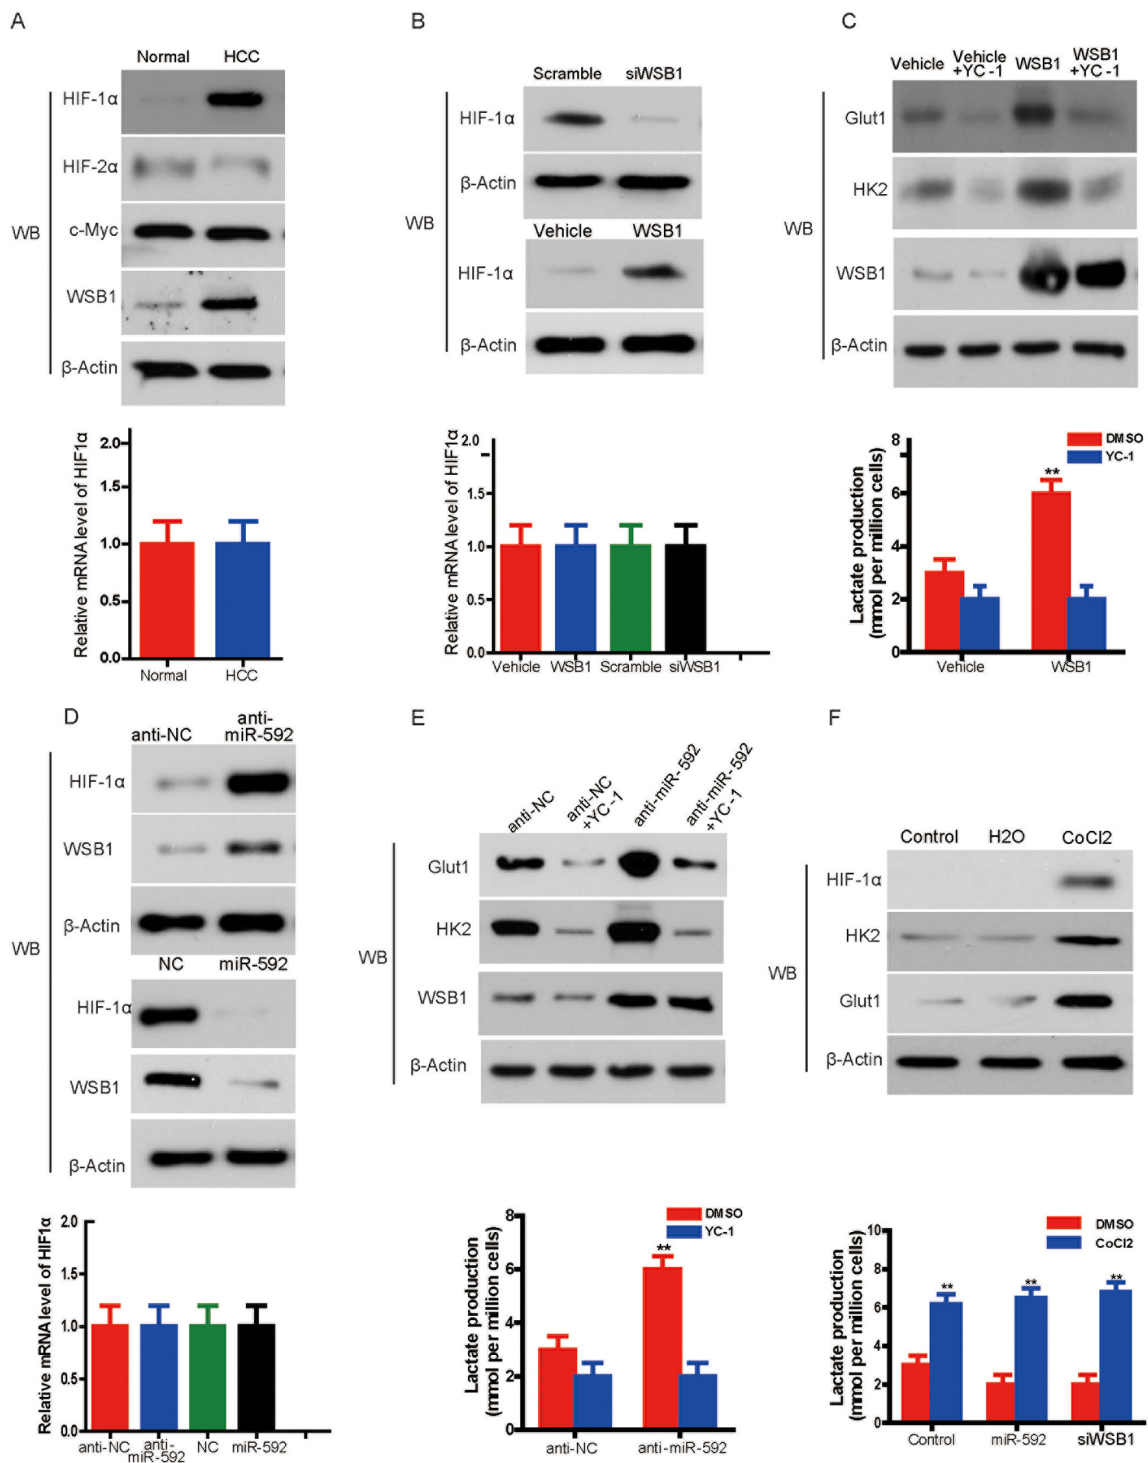 A
Normal HCC
HIF-1α
HIF-2α
c-Myc
WSB1
β-Actin
WB
Relative mRNA level of HIF1α
2.0
1.5
1.0
0.5
0.0
Normal HCC
B
Scramble siWSB1
HIF-1α
β-Actin
Vehicle WSB1
HIF-1α
β-Actin
WB
Relative mRNA level of HIF1α
2.0
1.5
1.0
0.5
0.0
Vehicle WSB1 Scramble siWSB1
C
Vehicle Vehicle +YC-1 WSB1 WSB1 +YC-1
Glut1
HK2
WSB1
β-Actin
WB
DMSO
YC-1
**
Lactate production
(mmol per million cells)
8
6
4
2
0
Vehicle WSB1
D
anti-NC anti-miR-592
HIF-1α
WSB1
β-Actin
NC miR-592
HIF-1α
WSB1
β-Actin
WB
Relative mRNA level of HIF1α
2.0
1.5
1.0
0.5
0.0
anti-NC anti-miR-592 NC miR-592
E
anti-NC anti-NC +YC-1 anti-miR-592 anti-miR-592 +YC-1
Glut1
HK2
WSB1
β-Actin
WB
DMSO
YC-1
**
Lactate production
(mmol per million cells)
8
6
4
2
0
anti-NC anti-miR-592
F
Control H2O CoCl2
HIF-1α
HK2
Glut1
β-Actin
WB
DMSO
CoCl2
** ** **
Lactate production
(mmol per million cells)
10
8
6
4
2
0
Control miR-592 siWSB1